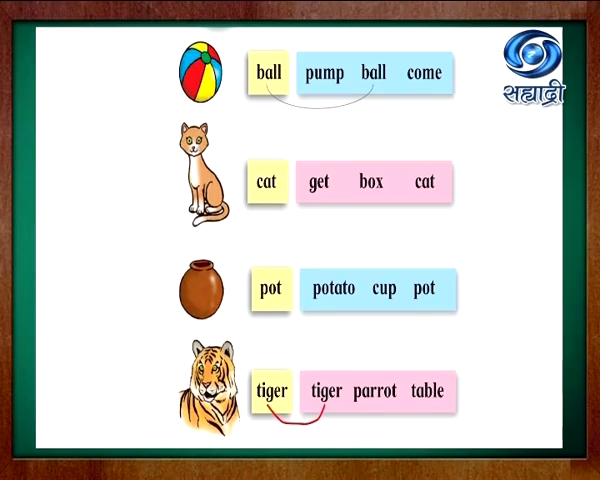 सह्याद्री
ball pump ball come
cat get box cat
pot potato cup pot
tiger tiger parrot table